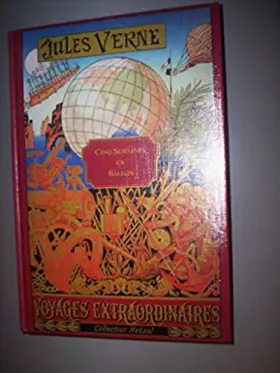 JULES VERNE
CINQ SEMAINES
EN
BALLON
VOYAGES EXTRAORDINAIRES
Collection Hetzel